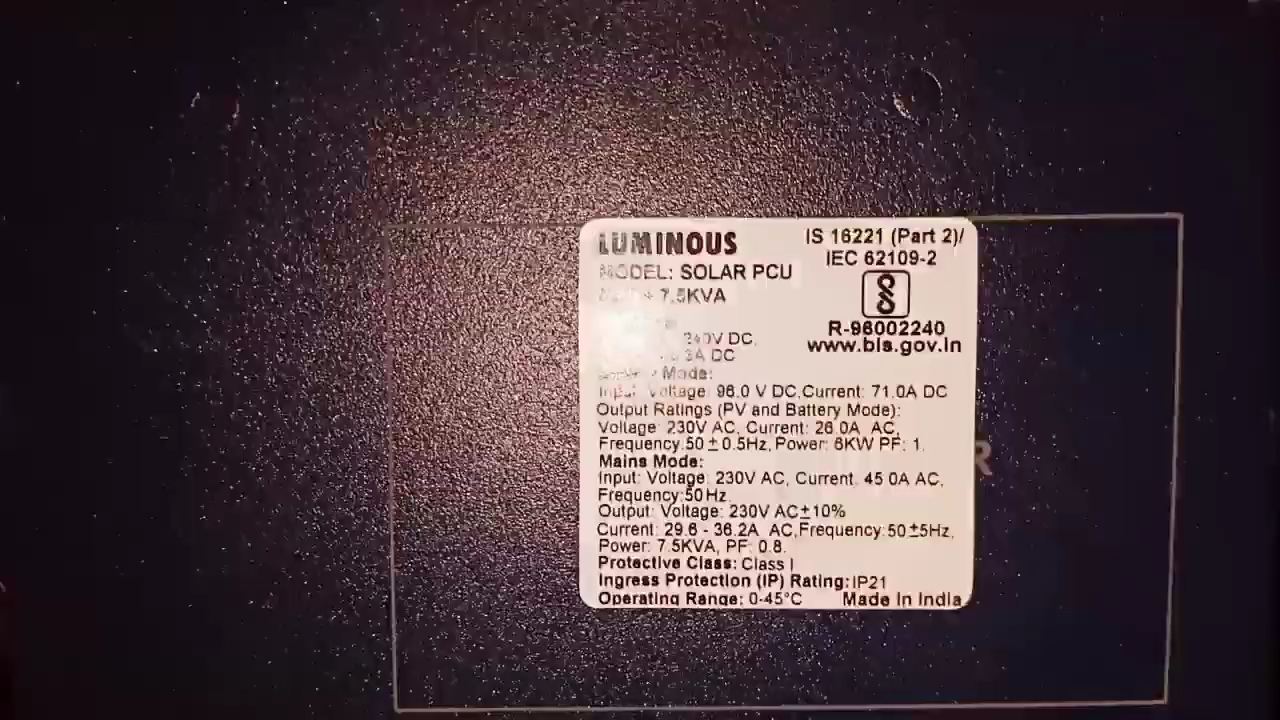 LUMINOUS
MODEL: SOLAR PCU
7.5KVA
IS 16221 (Part 2)/
IEC 62109-2
R-96002240
www.bis.gov.in
240V DC,
3A DC
Mode:
Input Voltage: 96.0 V DC,Current: 71.0A DC
Output Ratings (PV and Battery Mode):
Voltage: 230V AC, Current: 26.0A AC,
Frequency:50 ± 0.5Hz, Power: 6KW PF: 1.
Mains Mode:
Input: Voltage: 230V AC, Current: 45.0A AC,
Frequency:50 Hz.
Output: Voltage: 230V AC±10%
Current: 29.6 - 36.2A AC,Frequency:50 ±5Hz,
Power: 7.5KVA, PF: 0.8.
Protective Class: Class I
Ingress Protection (IP) Rating:IP21
Operating Range: 0-45°C Made In India
R